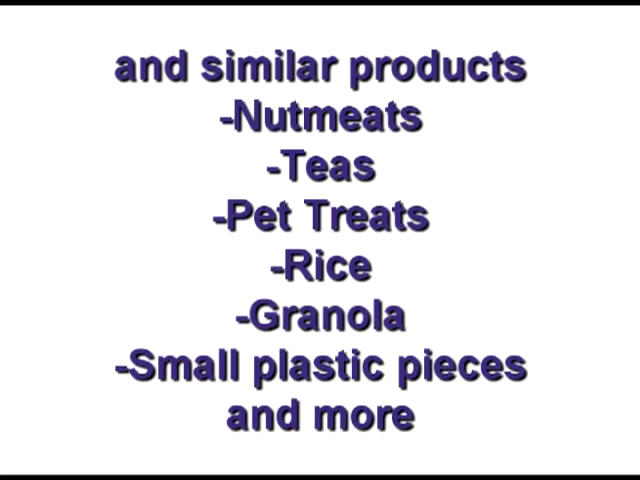 and similar products
-Nutmeats
-Teas
-Pet Treats
-Rice
-Granola
-Small plastic pieces
and more